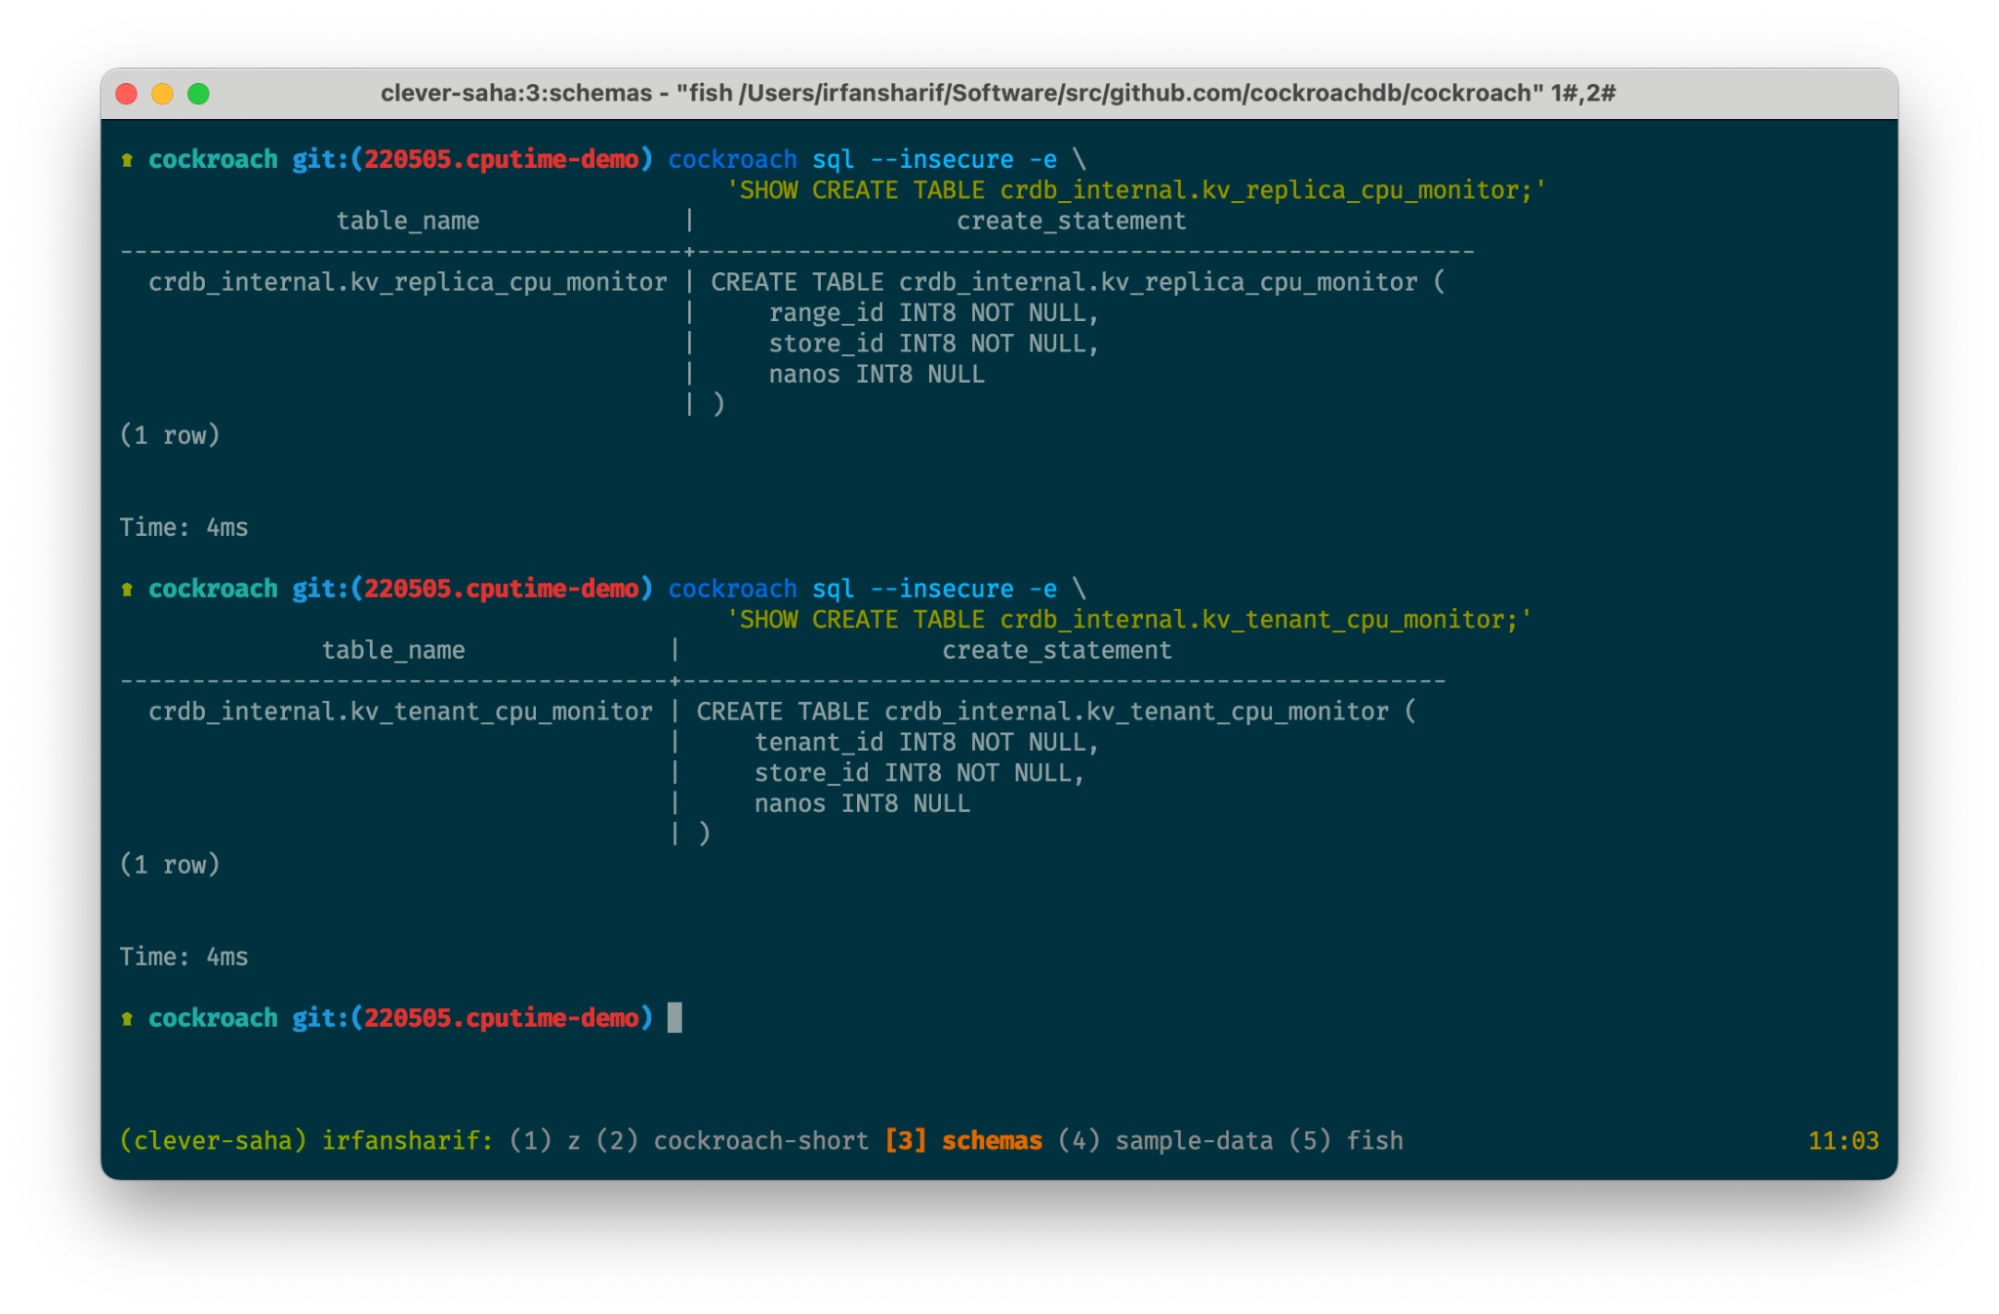 clever-saha:3:schemas - "fish /Users/irfansharif/Software/src/github.com/cockroachdb/cockroach" 1#,2#
cockroach git:(220505.cputime-demo) cockroach sql --insecure -e \
'SHOW CREATE TABLE crdb_internal.kv_replica_cpu_monitor;'
table_name | create_statement
---------------------------------------+------------------------------------------------------
crdb_internal.kv_replica_cpu_monitor | CREATE TABLE crdb_internal.kv_replica_cpu_monitor (
| range_id INT8 NOT NULL,
| store_id INT8 NOT NULL,
| nanos INT8 NULL
| )
(1 row)
Time: 4ms
cockroach git:(220505.cputime-demo) cockroach sql --insecure -e \
'SHOW CREATE TABLE crdb_internal.kv_tenant_cpu_monitor;'
table_name | create_statement
--------------------------------------+-----------------------------------------------------
crdb_internal.kv_tenant_cpu_monitor | CREATE TABLE crdb_internal.kv_tenant_cpu_monitor (
| tenant_id INT8 NOT NULL,
| store_id INT8 NOT NULL,
| nanos INT8 NULL
| )
(1 row)
Time: 4ms
cockroach git:(220505.cputime-demo)
(clever-saha) irfansharif: (1) z (2) cockroach-short [3] schemas (4) sample-data (5) fish 11:03